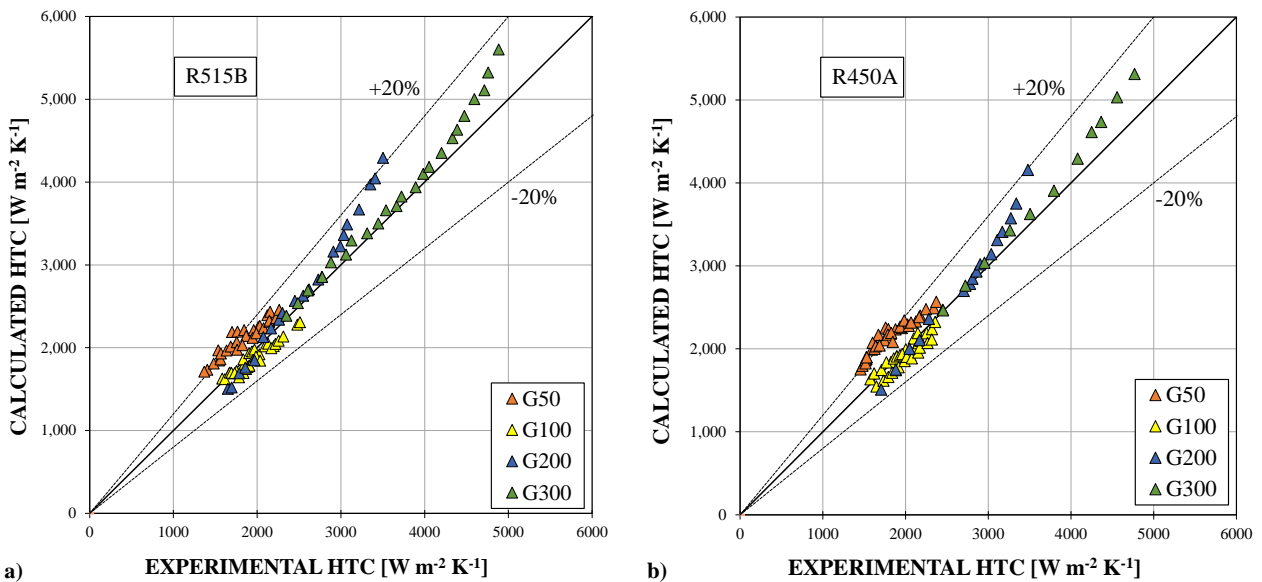 6,000
5,000
4,000
3,000
2,000
1,000
0
CALCULATED HTC [W m-2 K-1]
R515B
+20%
-20%
G50
G100
G200
G300
0 1000 2000 3000 4000 5000 6000
a) EXPERIMENTAL HTC [W m-2 K-1]
6,000
5,000
4,000
3,000
2,000
1,000
0
CALCULATED HTC [W m-2 K-1]
R450A
+20%
-20%
G50
G100
G200
G300
0 1000 2000 3000 4000 5000 6000
b) EXPERIMENTAL HTC [W m-2 K-1]